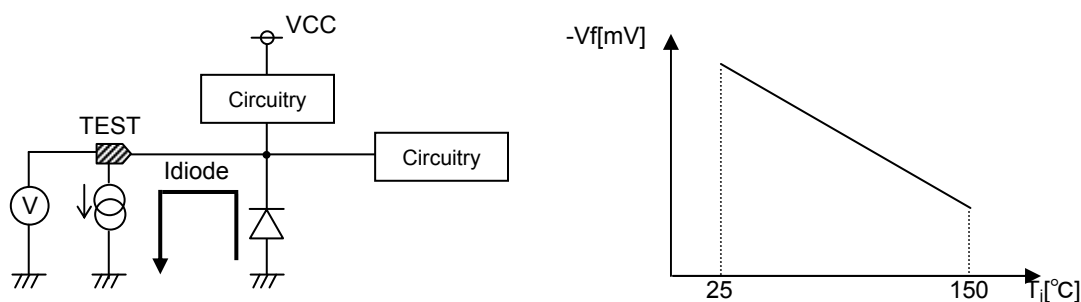 VCC
Circuitry
TEST
Circuitry
Idiode
V
-Vf[mV]
25
150
Tj[°C]